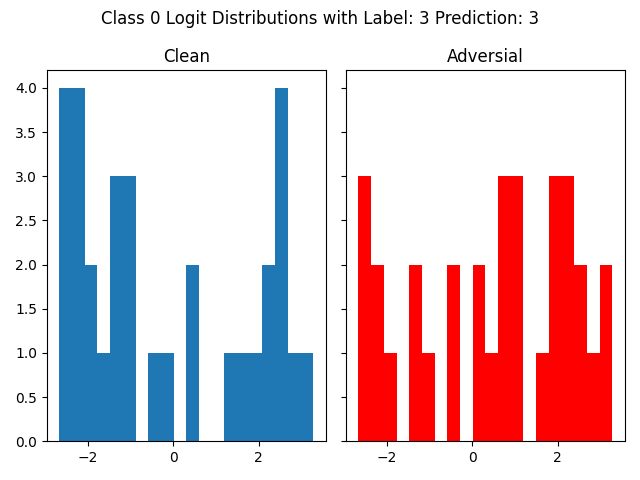 Class 0 Logit Distributions with Label: 3 Prediction: 3
Clean
Adversial
4.0
3.5
3.0
2.5
2.0
1.5
1.0
0.5
0.0
−2 0 2
−2 0 2